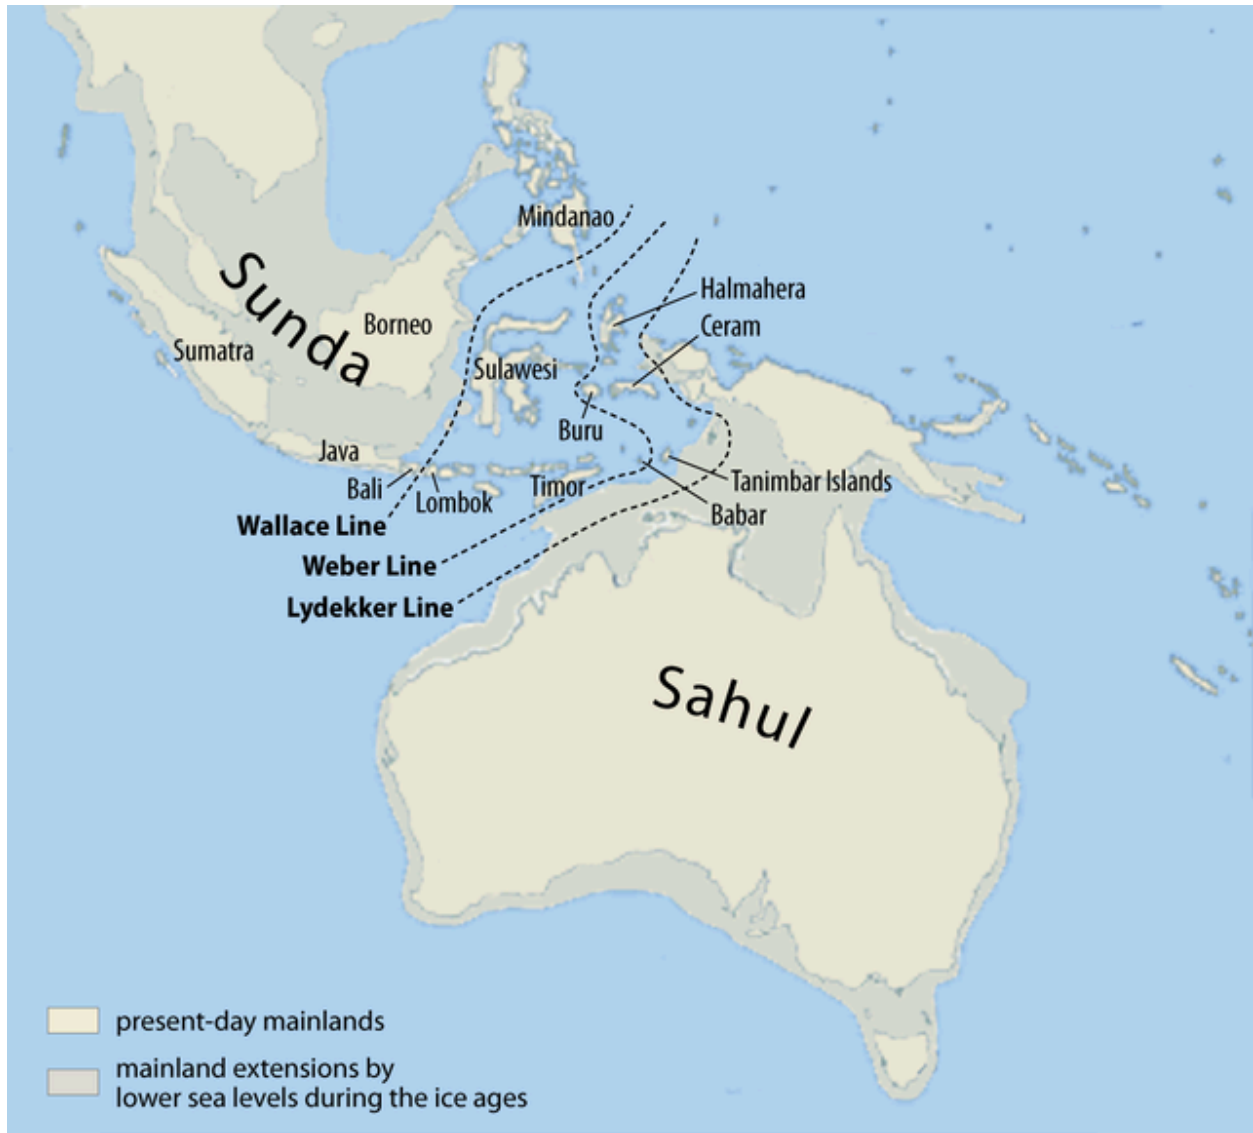 Mindanao
Sunda
Halmahera
Ceram
Borneo
Sumatra
Sulawesi
Buru
Java
Bali
Lombok
Timor
Tanimbar Islands
Babar
Wallace Line
Weber Line
Lydekker Line
Sahul
present-day mainlands
mainland extensions by
lower sea levels during the ice ages